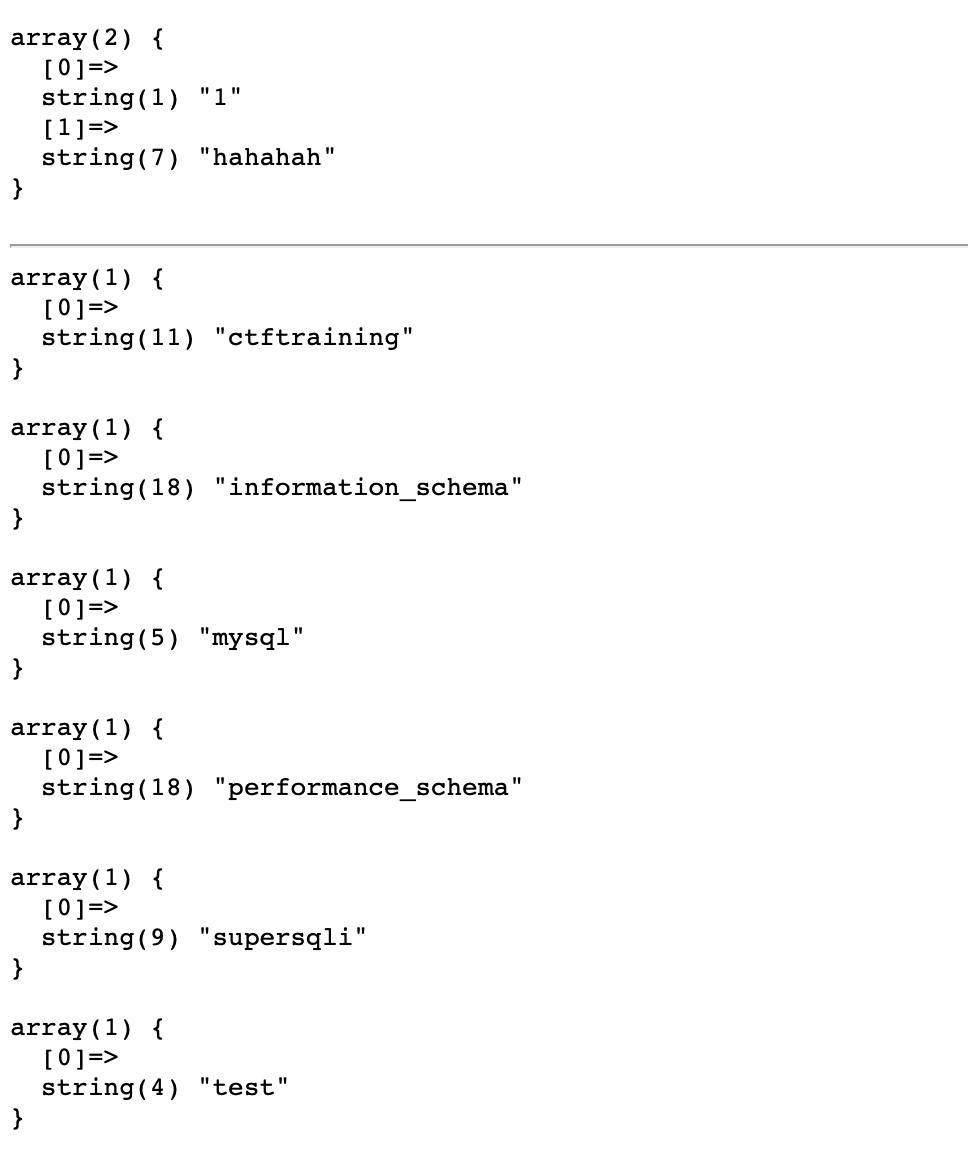 array(2) {
  [0]=>
  string(1) "1"
  [1]=>
  string(7) "hahahah"
}
array(1) {
  [0]=>
  string(11) "ctftraining"
}
array(1) {
  [0]=>
  string(18) "information_schema"
}
array(1) {
  [0]=>
  string(5) "mysql"
}
array(1) {
  [0]=>
  string(18) "performance_schema"
}
array(1) {
  [0]=>
  string(9) "supersqli"
}
array(1) {
  [0]=>
  string(4) "test"
}